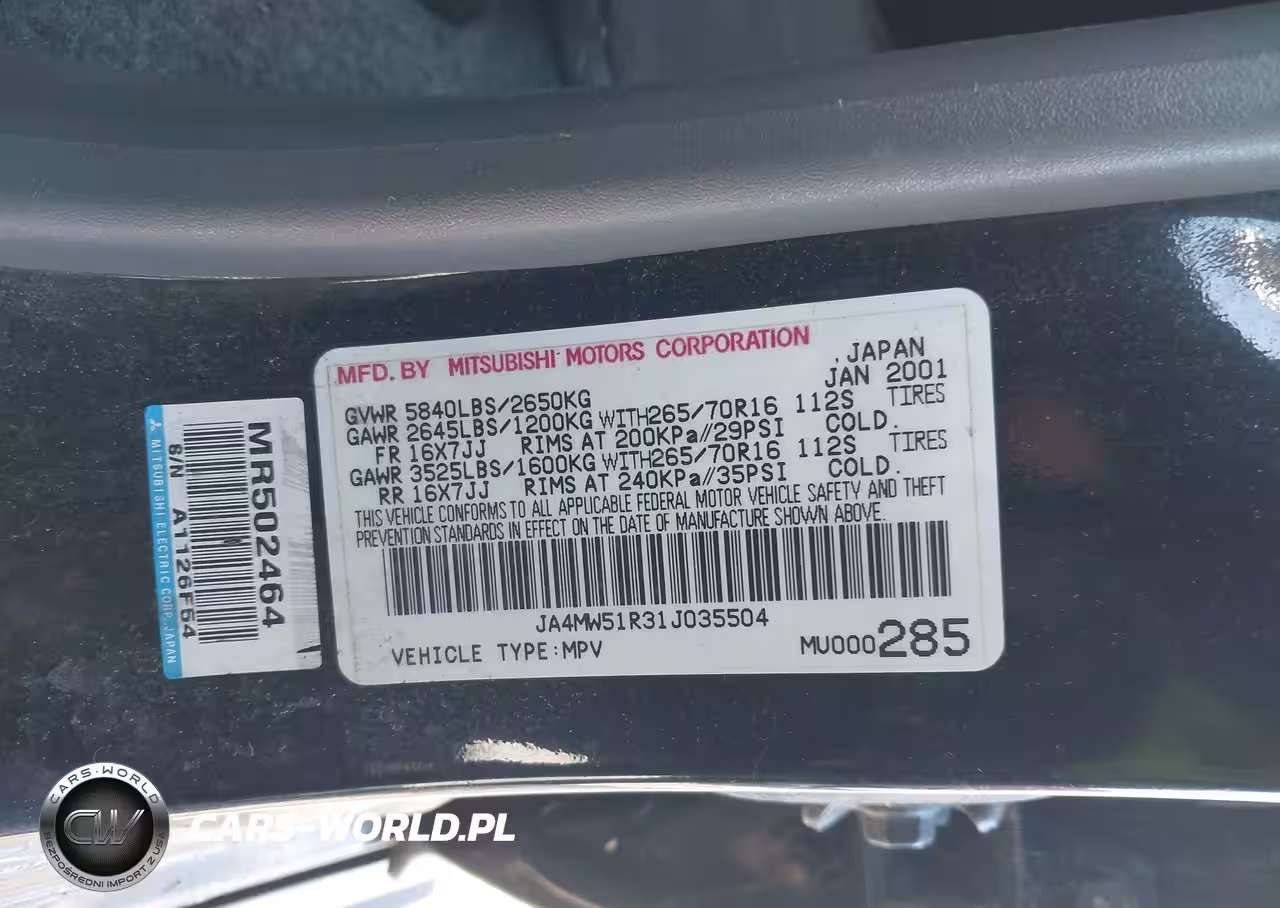 MFD. BY MITSUBISHI MOTORS CORPORATION , JAPAN
JAN 2001
GVWR 5840LBS/2650KG
GAWR 2645LBS/1200KG WITH265/70R16 112S TIRES
FR 16X7JJ RIMS AT 200KPa//29PSI COLD.
GAWR 3525LBS/1600KG WITH265/70R16 112S TIRES
RR 16X7JJ RIMS AT 240KPa//35PSI COLD.
THIS VEHICLE CONFORMS TO ALL APPLICABLE FEDERAL MOTOR VEHICLE SAFETY AND THEFT
PREVENTION STANDARDS IN EFFECT ON THE DATE OF MANUFACTURE SHOWN ABOVE.
JA4MW51R31J035504
VEHICLE TYPE:MPV MU000285
MR502464
S/N A1126F64
MITSUBISHI ELECTRIC CORP. JAPAN
CARS-WORLD
CW
BEZPOŚREDNI IMPORT Z USA
CARS-WORLD.PL